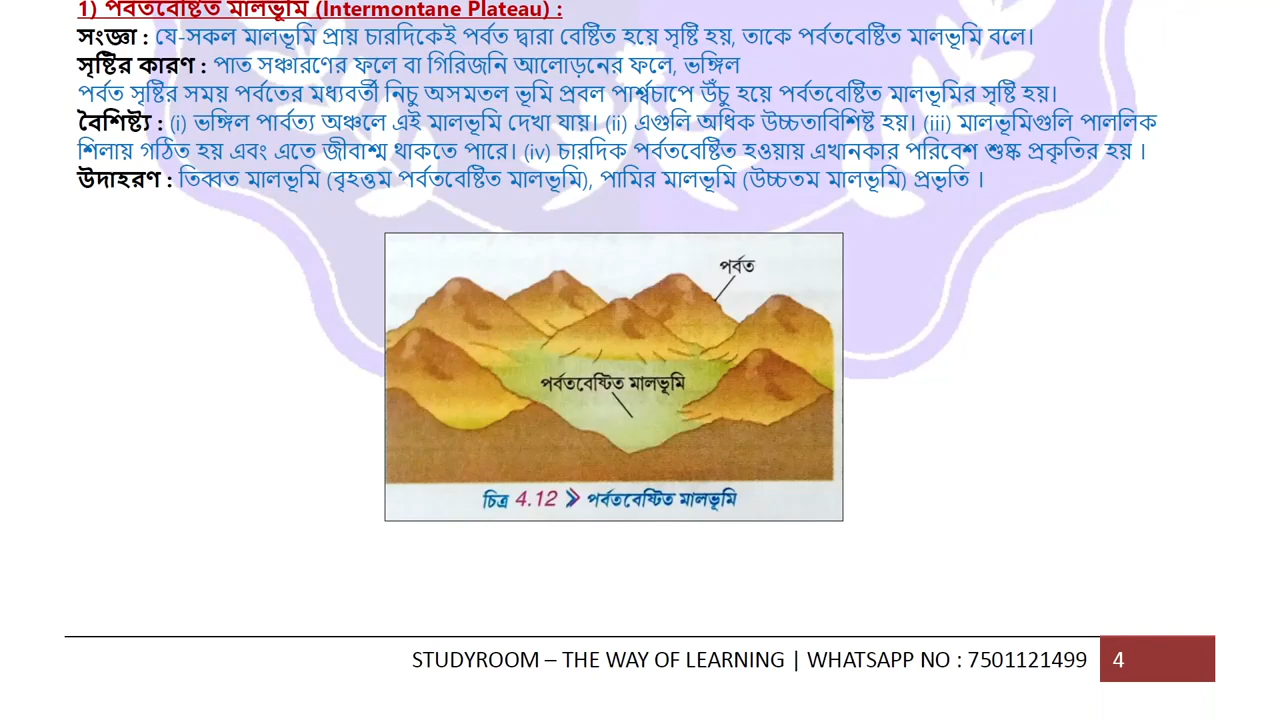 1) পর্বতবেষ্টিত মালভূমি (Intermontane Plateau) :
সংজ্ঞা : যে-সকল মালভূমি প্রায় চারদিকেই পর্বত দ্বারা বেষ্টিত হয়ে সৃষ্টি হয়, তাকে পর্বতবেষ্টিত মালভূমি বলে।
সৃষ্টির কারণ : পাত সঞ্চারণের ফলে বা গিরিজনি আলোড়নের ফলে, ভঙ্গিল
পর্বত সৃষ্টির সময় পর্বতের মধ্যবর্তী নিচু অসমতল ভূমি প্রবল পার্শ্বচাপে উঁচু হয়ে পর্বতবেষ্টিত মালভূমির সৃষ্টি হয়।
বৈশিষ্ট্য : (i) ভঙ্গিল পার্বত্য অঞ্চলে এই মালভূমি দেখা যায়। (ii) এগুলি অধিক উচ্চতাবিশিষ্ট হয়। (iii) মালভূমিগুলি পাললিক
শিলায় গঠিত হয় এবং এতে জীবাশ্ম থাকতে পারে। (iv) চারদিক পর্বতবেষ্টিত হওয়ায় এখানকার পরিবেশ শুষ্ক প্রকৃতির হয় ।
উদাহরণ : তিব্বত মালভূমি (বৃহত্তম পর্বতবেষ্টিত মালভূমি), পামির মালভূমি (উচ্চতম মালভূমি) প্রভৃতি ।
পর্বত
পর্বতবেষ্টিত মালভূমি
চিত্র 4.12 » পর্বতবেষ্টিত মালভূমি
STUDYROOM – THE WAY OF LEARNING | WHATSAPP NO : 7501121499 4